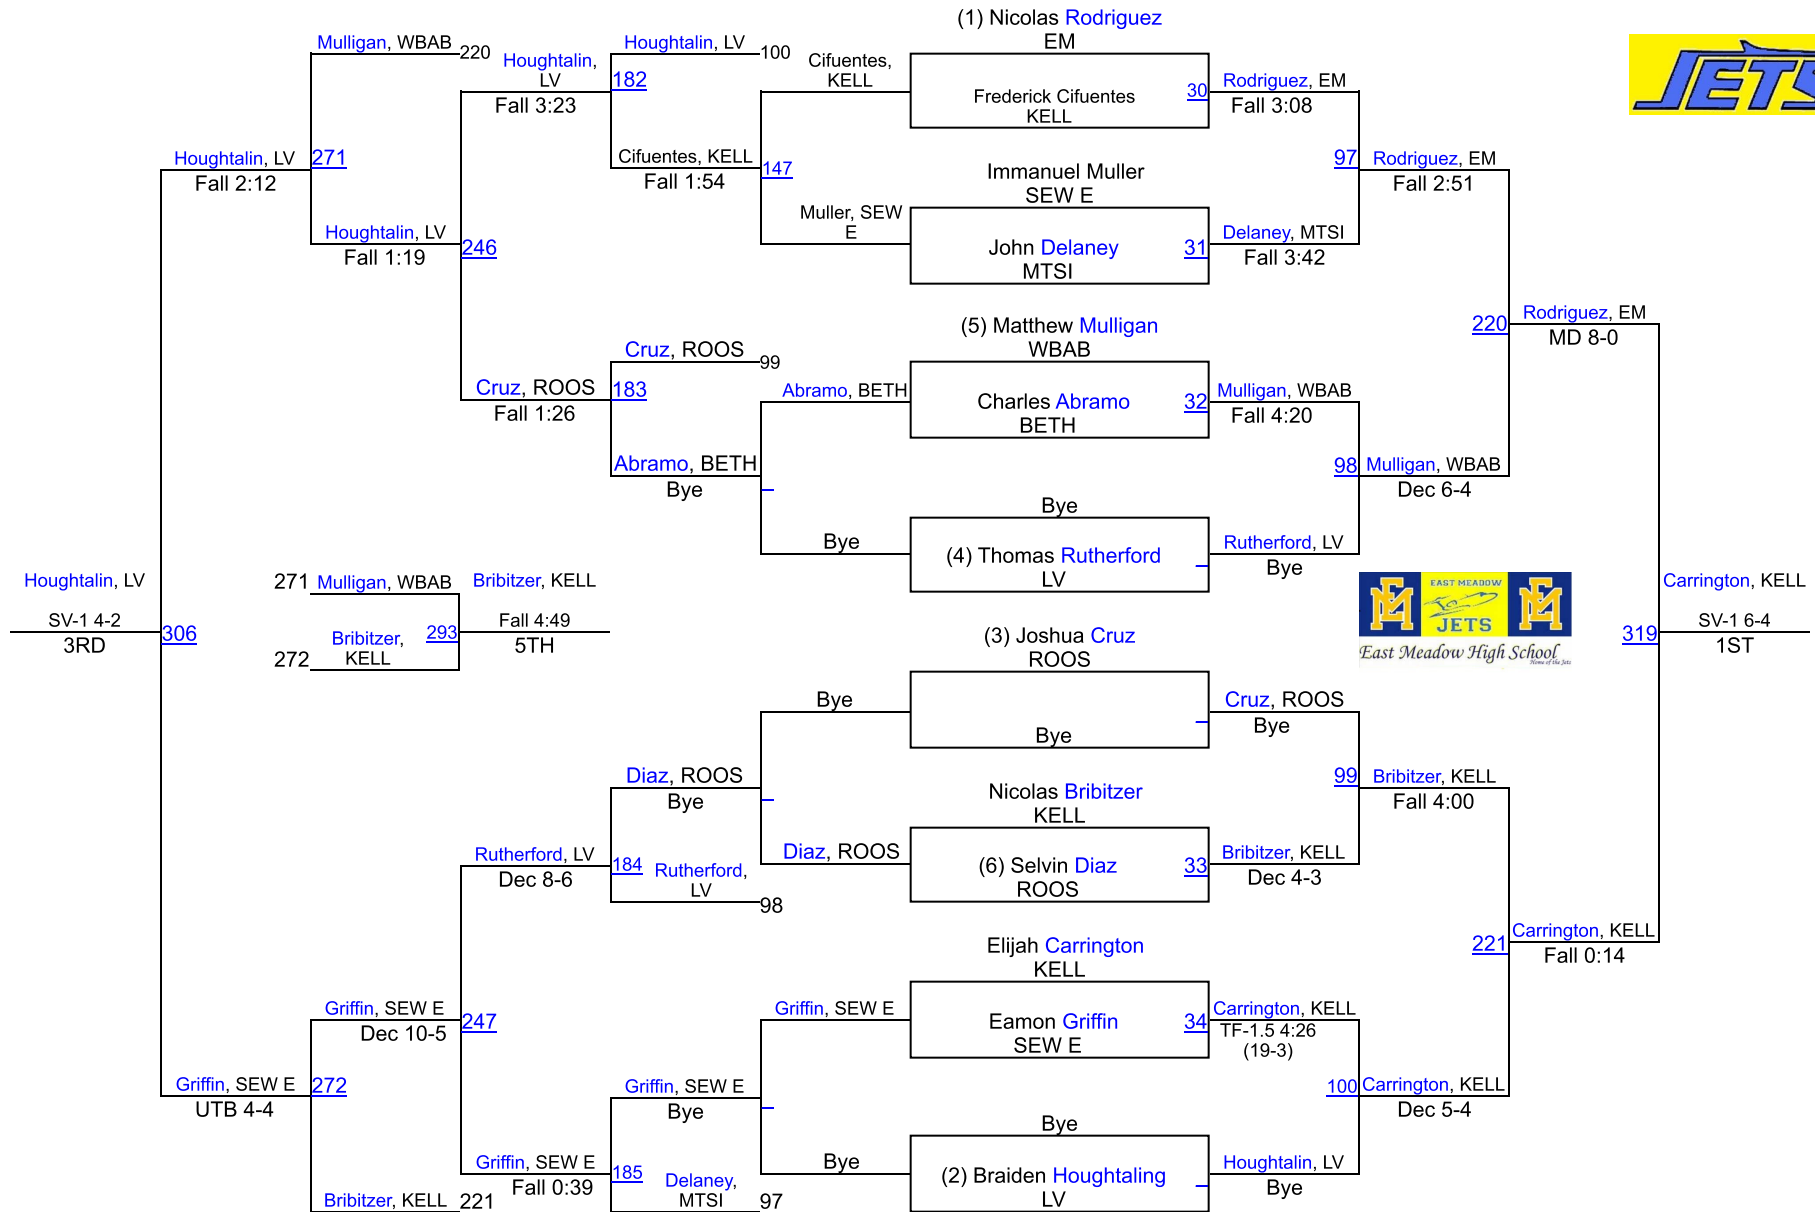 (1) Nicolas Rodriguez
EM
Mulligan, WBAB
220
Houghtalin, LV
100
Houghtalin,
LV
Fall 3:23
182
Cifuentes,
KELL
Frederick Cifuentes
KELL
30
Rodriguez, EM
Fall 3:08
JETS
Houghtalin, LV
Fall 2:12
271
Cifuentes, KELL
Fall 1:54
147
Immanuel Muller
SEW E
97
Rodriguez, EM
Fall 2:51
Houghtalin, LV
Fall 1:19
246
Muller, SEW
E
John Delaney
MTSI
31
Delaney, MTSI
Fall 3:42
(5) Matthew Mulligan
WBAB
220
Rodriguez, EM
MD 8-0
Cruz, ROOS
99
Cruz, ROOS
Fall 1:26
183
Abramo, BETH
Charles Abramo
BETH
32
Mulligan, WBAB
Fall 4:20
Abramo, BETH
Bye
98
Mulligan, WBAB
Dec 6-4
Bye
Bye
(4) Thomas Rutherford
LV
Rutherford, LV
Bye
Houghtalin, LV
SV-1 4-2
3RD
306
271
Mulligan, WBAB
Bribitzer,
KELL
272
293
Bribitzer, KELL
Fall 4:49
5TH
EM
EAST MEADOW
JETS
EM
East Meadow High School
Home of the Jets
Carrington, KELL
SV-1 6-4
1ST
319
(3) Joshua Cruz
ROOS
Bye
Bye
Cruz, ROOS
Bye
Diaz, ROOS
Bye
Nicolas Bribitzer
KELL
99
Bribitzer, KELL
Fall 4:00
Rutherford, LV
Dec 8-6
184
Rutherford,
LV
98
Diaz, ROOS
(6) Selvin Diaz
ROOS
33
Bribitzer, KELL
Dec 4-3
Elijah Carrington
KELL
221
Carrington, KELL
Fall 0:14
Griffin, SEW E
Dec 10-5
247
Griffin, SEW E
Eamon Griffin
SEW E
34
Carrington, KELL
TF-1.5 4:26
(19-3)
Griffin, SEW E
UTB 4-4
272
Griffin, SEW E
Bye
100
Carrington, KELL
Dec 5-4
Bye
Griffin, SEW E
Fall 0:39
185
Delaney,
MTSI
97
Bye
(2) Braiden Houghtaling
LV
Houghtalin, LV
Bye
Bribitzer, KELL
221